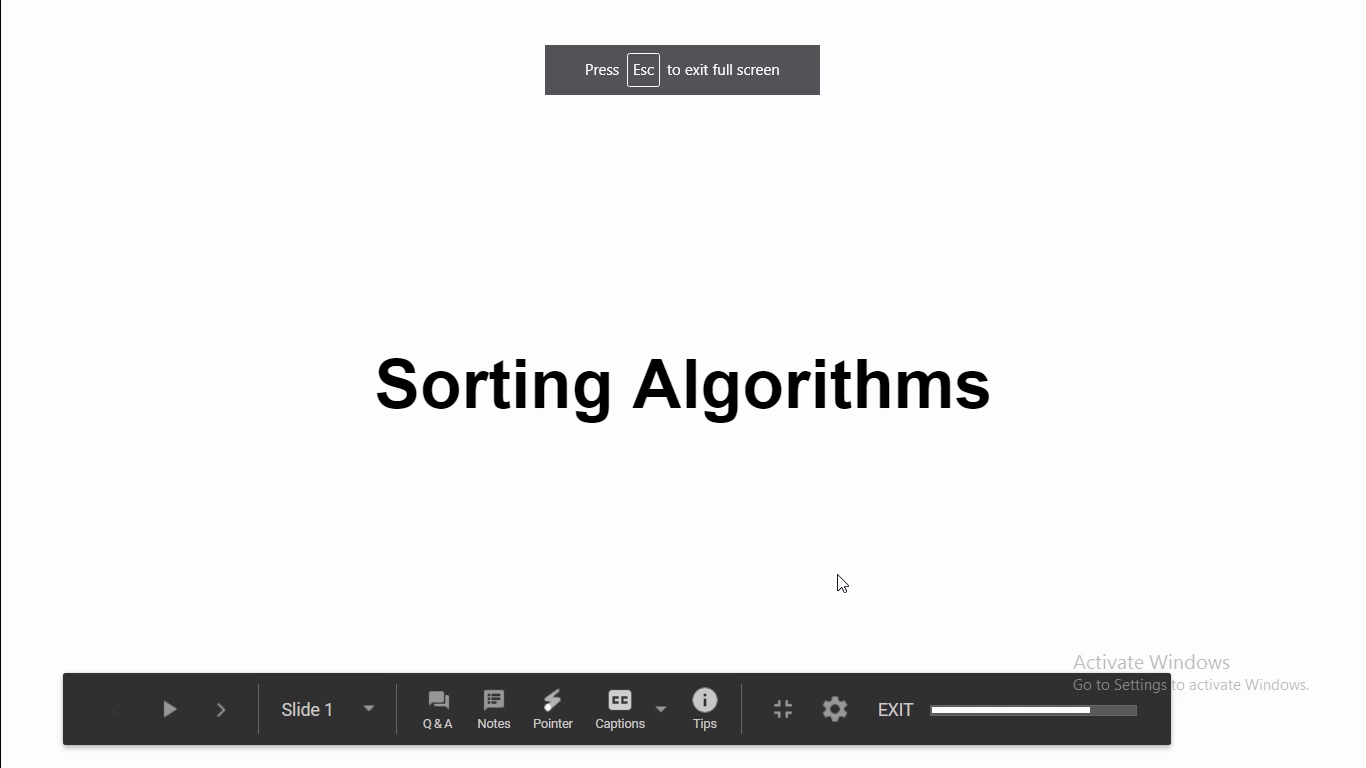 Press Esc to exit full screen
Sorting Algorithms
Activate Windows
Go to Settings to activate Windows.
Slide 1
Q & A
Notes
Pointer
CC
Captions
Tips
EXIT